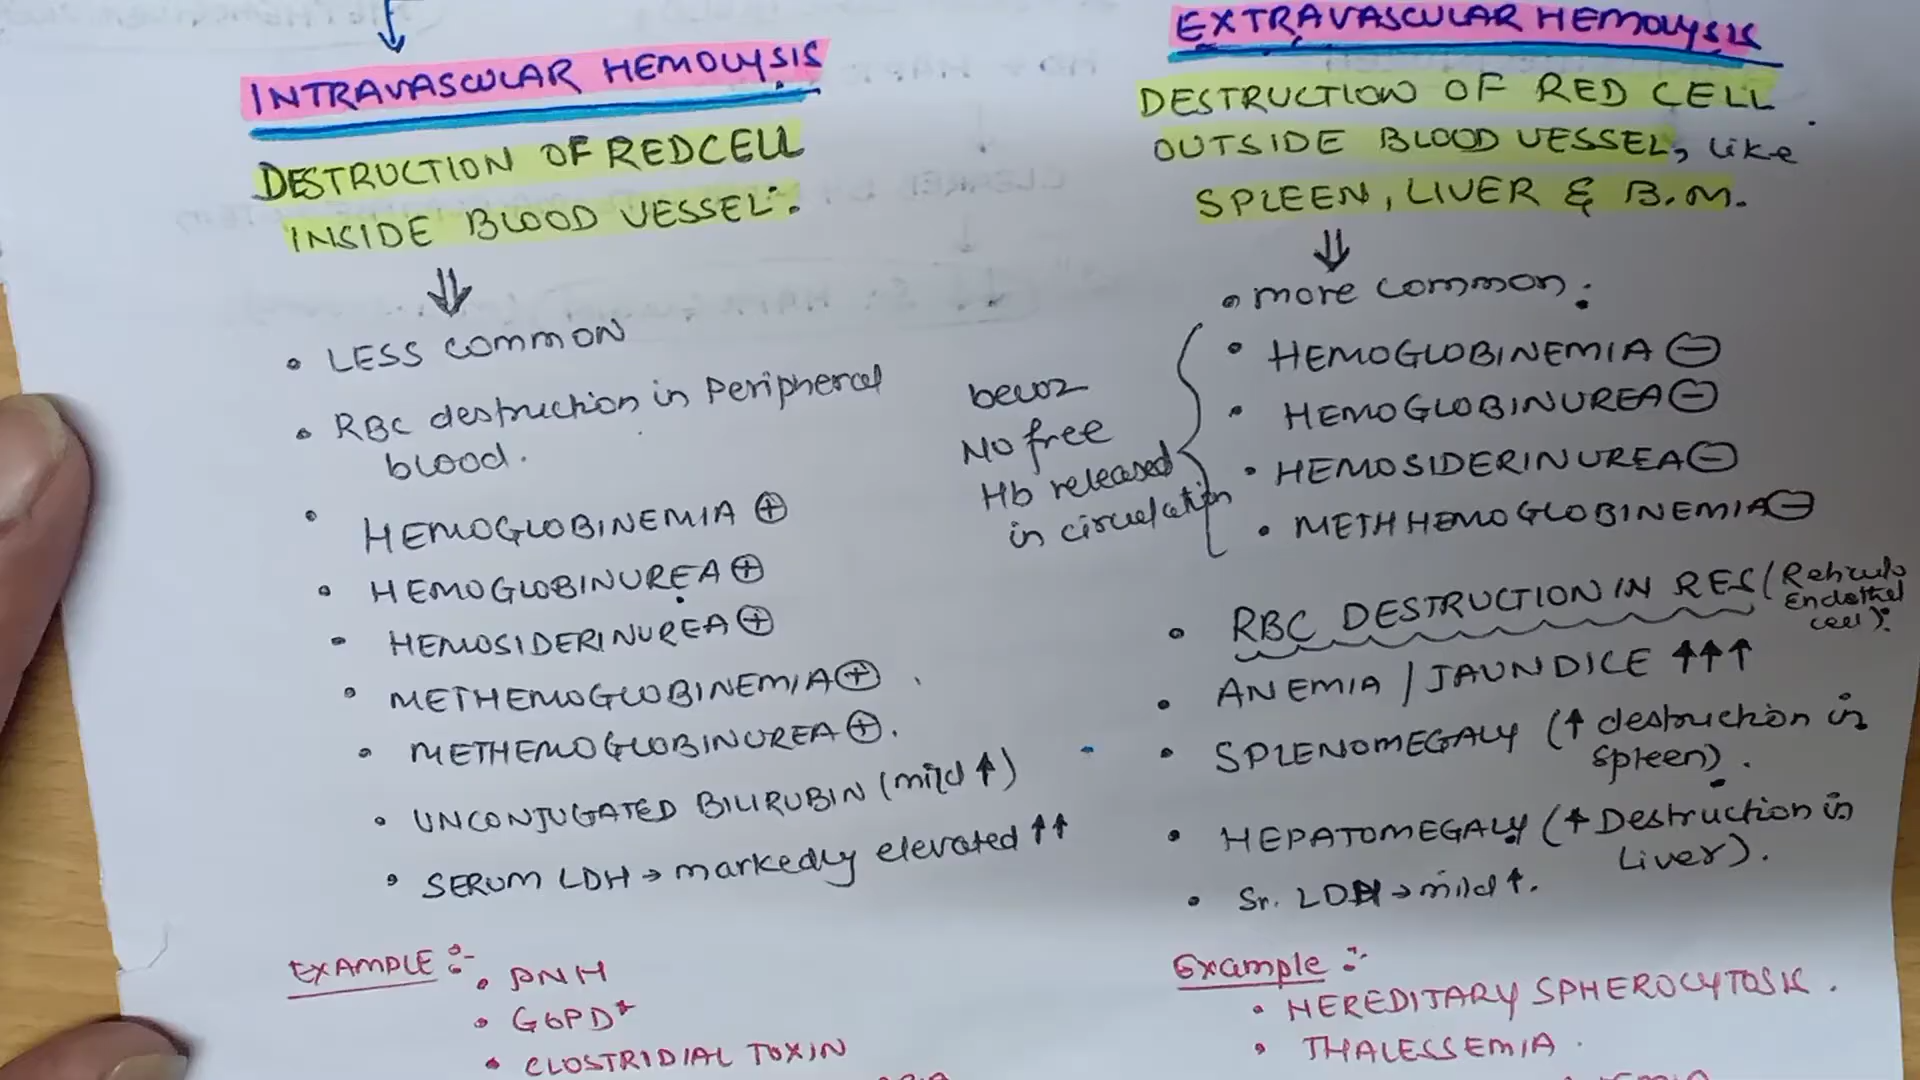 INTRAVASCULAR HEMOLYSIS
DESTRUCTION OF RED CELL
INSIDE BLOOD VESSEL.
⇓
• LESS COMMON
• RBC destruction in Peripheral
blood.
• HEMOGLOBINEMIA ⊕
• HEMOGLOBINUREA ⊕
• HEMOSIDERINUREA ⊕
• METHEMOGLOBINEMIA ⊕
• METHEMOGLOBINUREA ⊕.
• UNCONJUGATED BILIRUBIN (mild ↑)
• SERUM LDH → markedly elevated ↑↑
EXAMPLE :-
• PNH
• G6PD*
• CLOSTRIDIAL TOXIN
EXTRAVASCULAR HEMOLYSIS
DESTRUCTION OF RED CELL
OUTSIDE BLOOD VESSEL, like
SPLEEN, LIVER & B.M.
⇓
• more common.
• HEMOGLOBINEMIA ⊖
• HEMOGLOBINUREA ⊖
• HEMOSIDERINUREA ⊖
• METHHEMOGLOBINEMIA ⊖
becoz
No free
Hb released
in circulation
• RBC DESTRUCTION IN RES (Reticulo
Endothel
cell).
• ANEMIA / JAUNDICE ↑↑↑
• SPLENOMEGALY (↑ destruction in
Spleen).
• HEPATOMEGALY (↑ Destruction in
Liver).
• Sr. LDH → mild ↑.
Example :-
• HEREDITARY SPHEROCYTOSIS.
• THALESSEMIA.